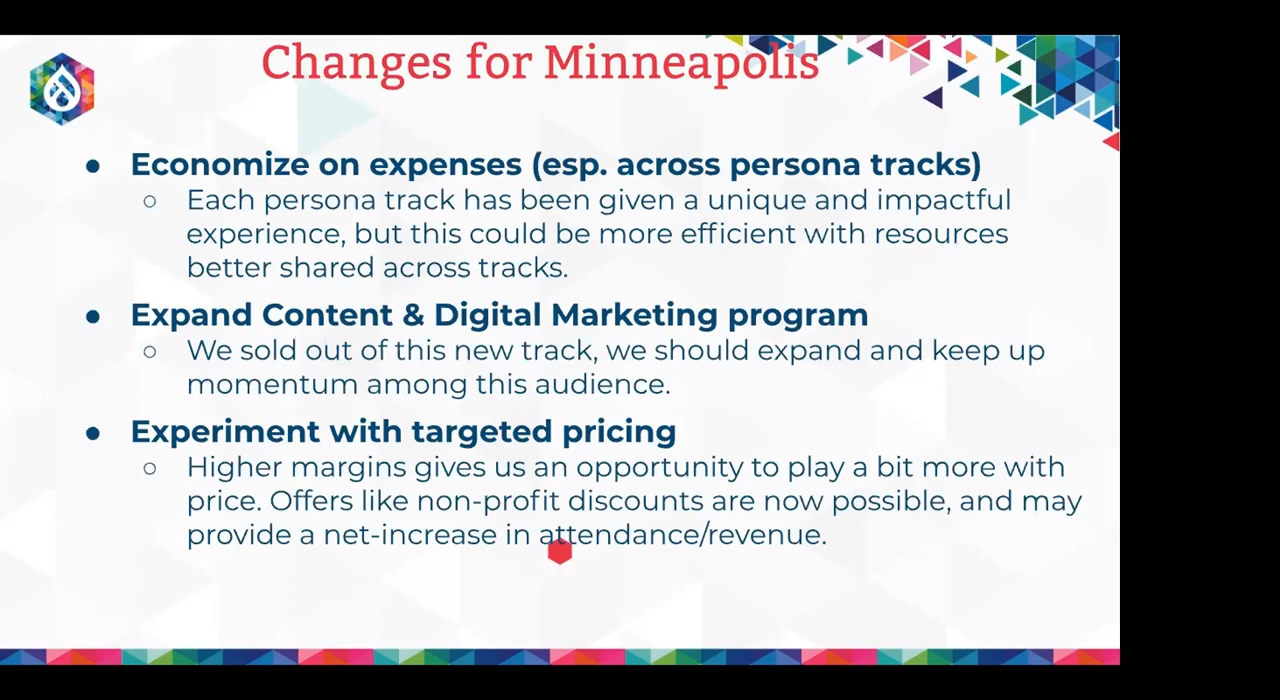 Changes for Minneapolis
● Economize on expenses (esp. across persona tracks)
○ Each persona track has been given a unique and impactful
experience, but this could be more efficient with resources
better shared across tracks.
● Expand Content & Digital Marketing program
○ We sold out of this new track, we should expand and keep up
momentum among this audience.
● Experiment with targeted pricing
○ Higher margins gives us an opportunity to play a bit more with
price. Offers like non-profit discounts are now possible, and may
provide a net-increase in attendance/revenue.